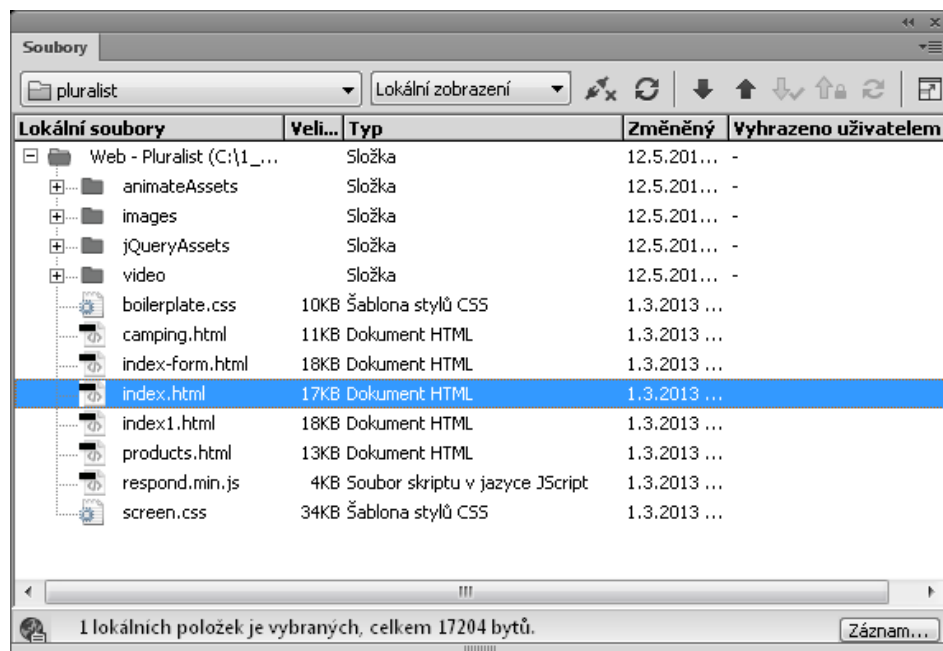 Soubory
pluralist Lokální zobrazení
Lokální soubory Veli... Typ Změněný Vyhrazeno uživatelem
Web - Pluralist (C:\1_... Složka 12.5.201... -
animateAssets Složka 12.5.201... -
images Složka 12.5.201... -
jQueryAssets Složka 12.5.201... -
video Složka 12.5.201... -
boilerplate.css 10KB Šablona stylů CSS 1.3.2013 ...
camping.html 11KB Dokument HTML 1.3.2013 ...
index-form.html 18KB Dokument HTML 1.3.2013 ...
index.html 17KB Dokument HTML 1.3.2013 ...
index1.html 18KB Dokument HTML 1.3.2013 ...
products.html 13KB Dokument HTML 1.3.2013 ...
respond.min.js 4KB Soubor skriptu v jazyce JScript 1.3.2013 ...
screen.css 34KB Šablona stylů CSS 1.3.2013 ...
1 lokálních položek je vybraných, celkem 17204 bytů. Záznam...